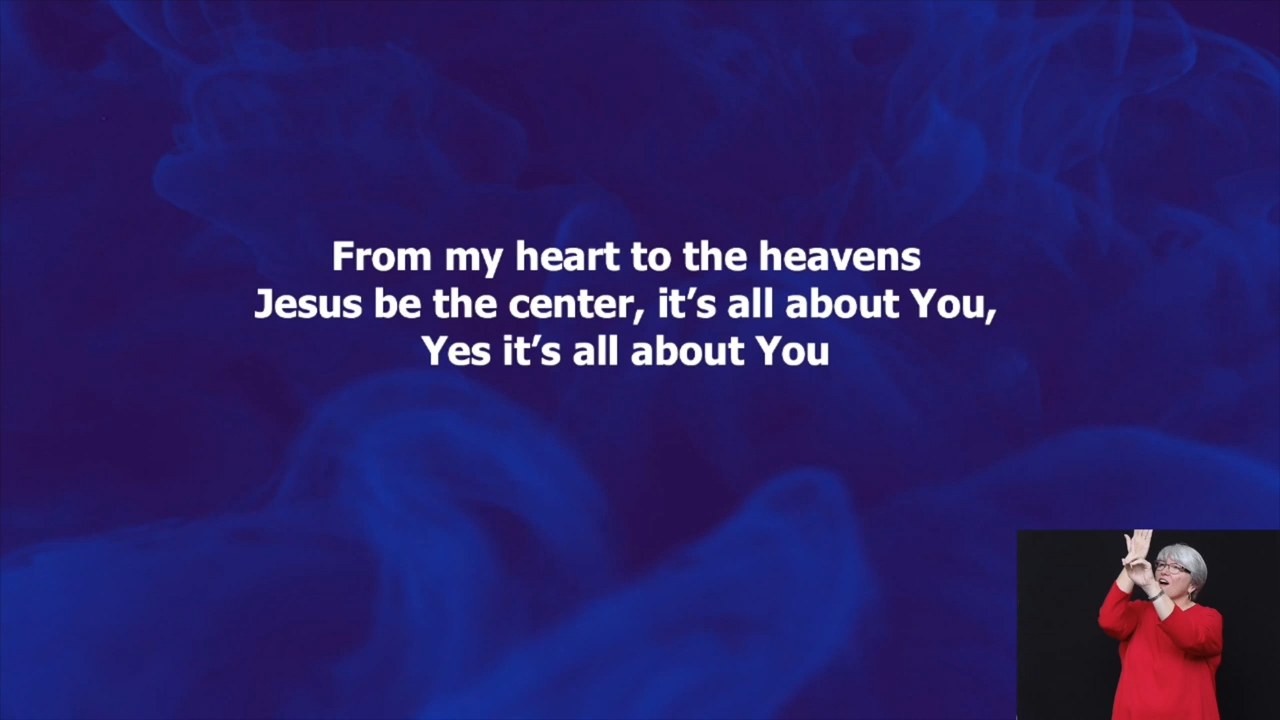 From my heart to the heavens
Jesus be the center, it’s all about You,
Yes it’s all about You